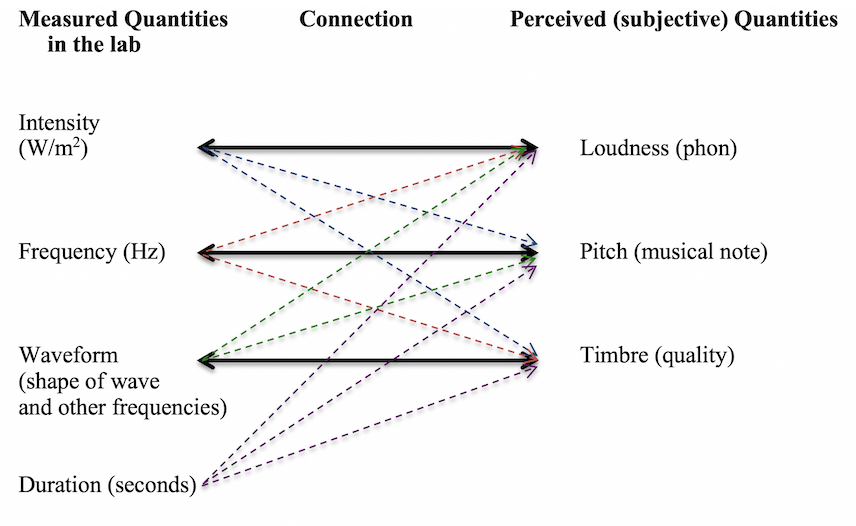 Measured Quantities Connection Perceived (subjective) Quantities
in the lab
Intensity
(W/m²) Loudness (phon)
Frequency (Hz) Pitch (musical note)
Waveform Timbre (quality)
(shape of wave
and other frequencies)
Duration (seconds)